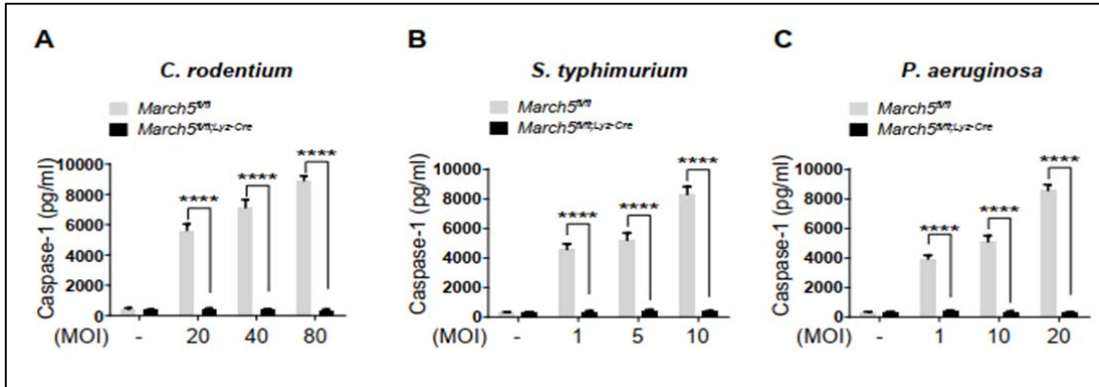 A
C. rodentium
March5fl/fl
March5fl/fl;Lyz-Cre
Caspase-1 (pg/ml)
10000
8000
6000
4000
2000
0
**** **** ****
(MOI) - 20 40 80
B
S. typhimurium
March5fl/fl
March5fl/fl;Lyz-Cre
Caspase-1 (pg/ml)
10000
8000
6000
4000
2000
0
**** **** ****
(MOI) - 1 5 10
C
P. aeruginosa
March5fl/fl
March5fl/fl;Lyz-Cre
Caspase-1 (pg/ml)
10000
8000
6000
4000
2000
0
**** **** ****
(MOI) - 1 10 20